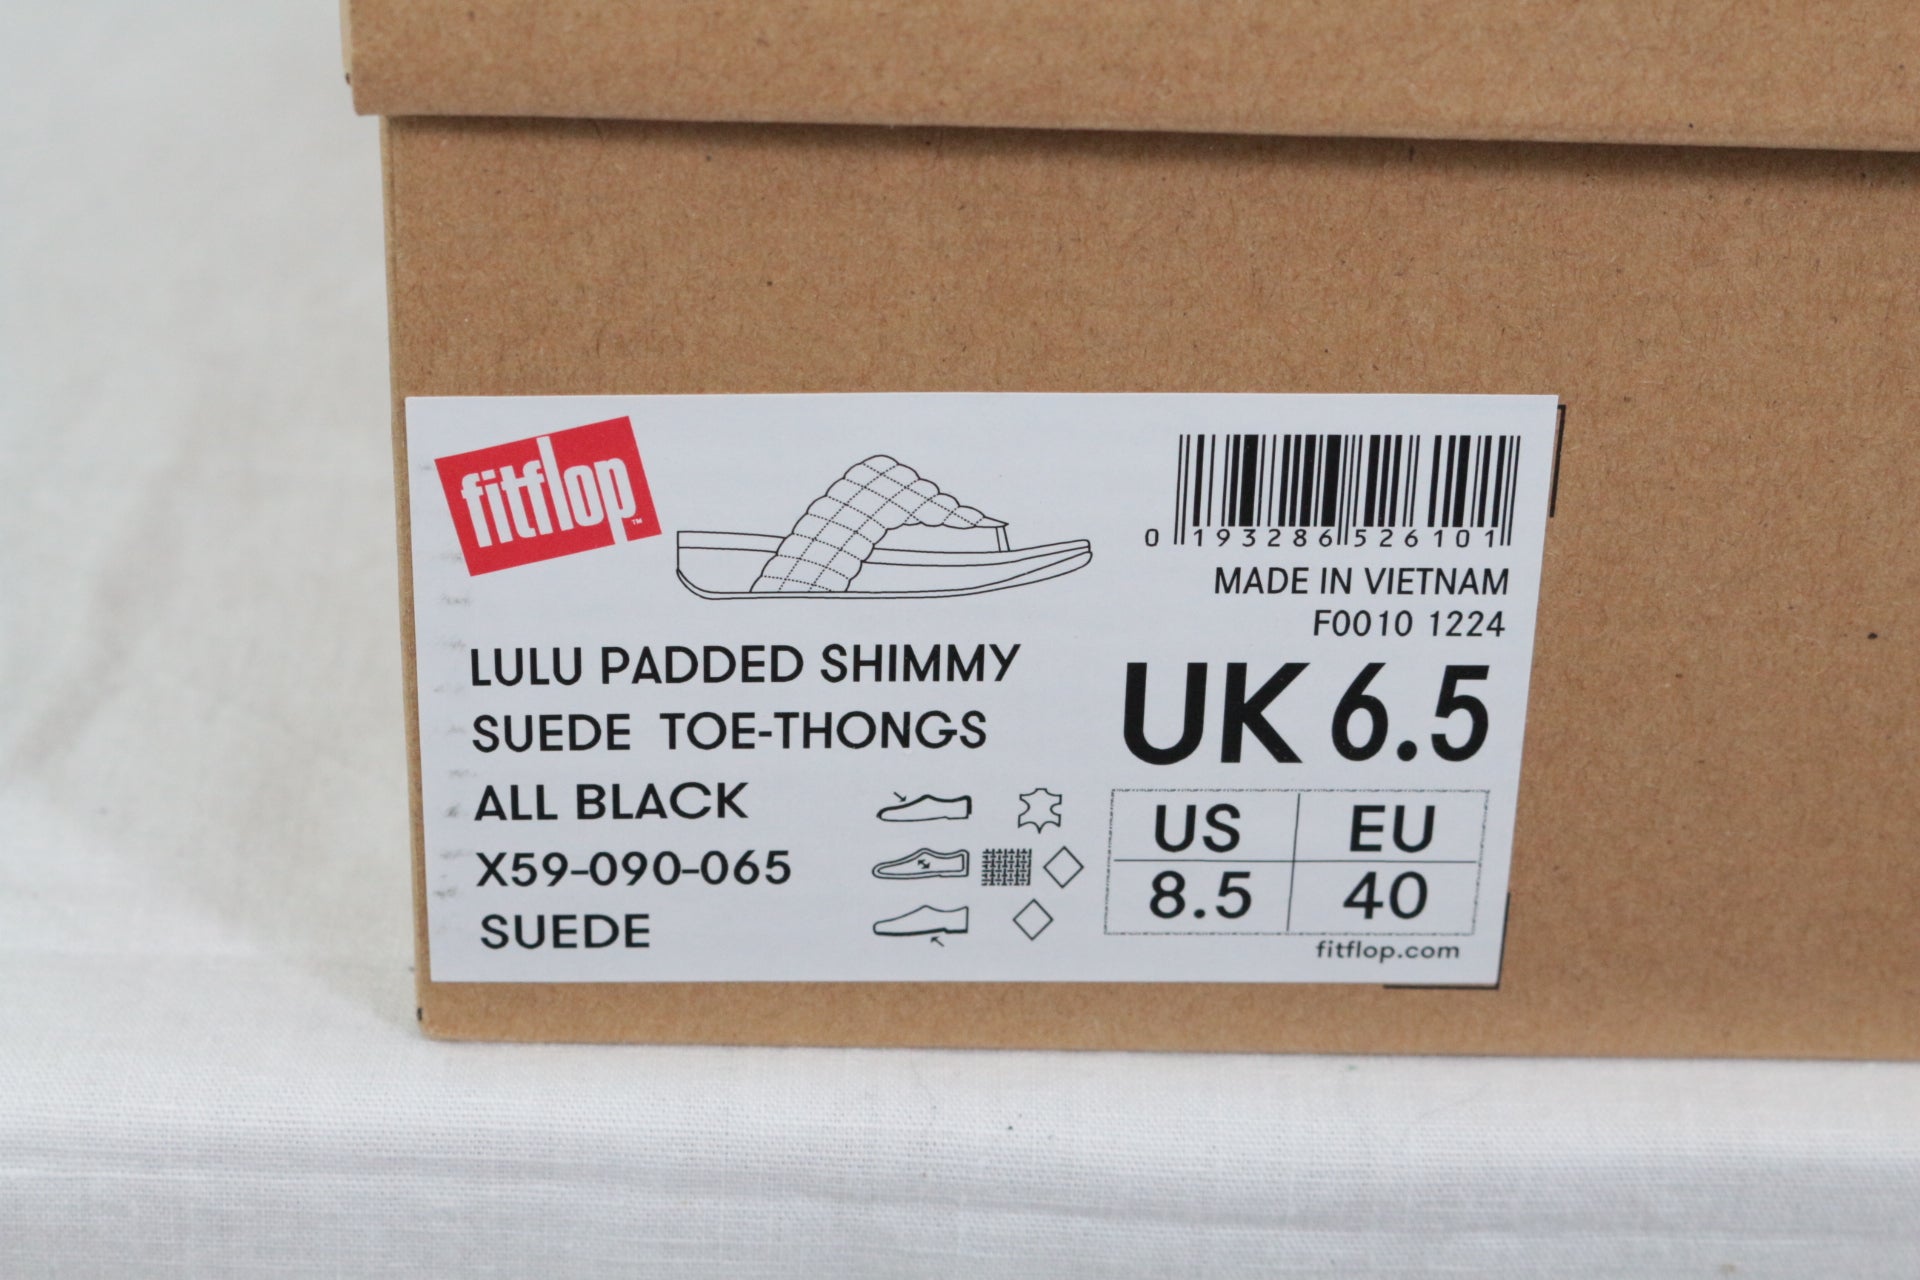 fitflop™
0 193286 526101
MADE IN VIETNAM
F0010 1224
LULU PADDED SHIMMY
SUEDE TOE-THONGS
ALL BLACK
X59-090-065
SUEDE
UK 6.5
US EU
8.5 40
fitflop.com